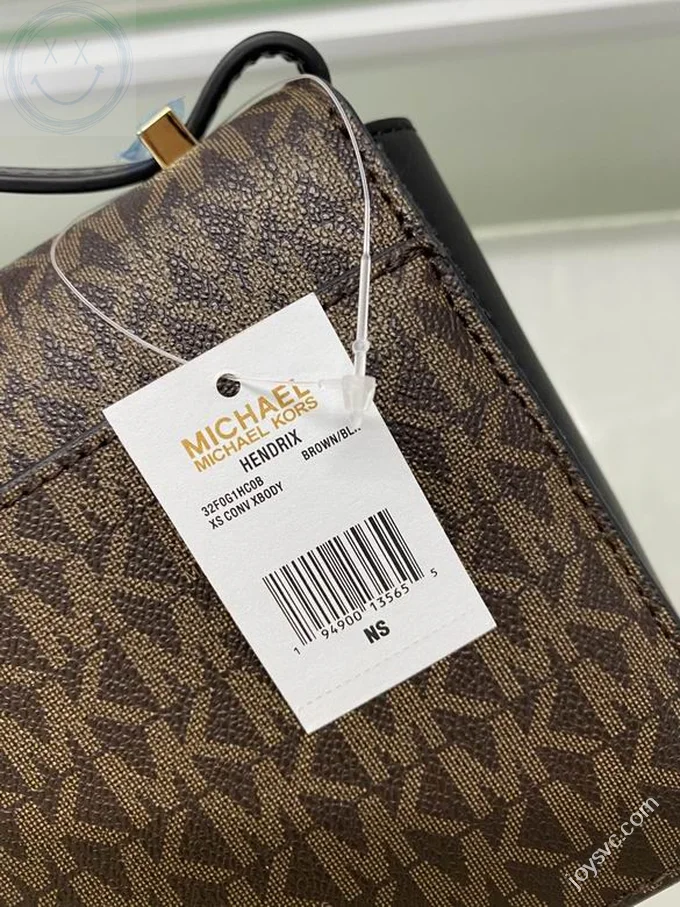 MICHAEL
MICHAEL KORS
HENDRIX
BROWN/BL
32F0G1HC0B
XS CONV XBODY
1 94900 13565 5
NS
joysvc.com